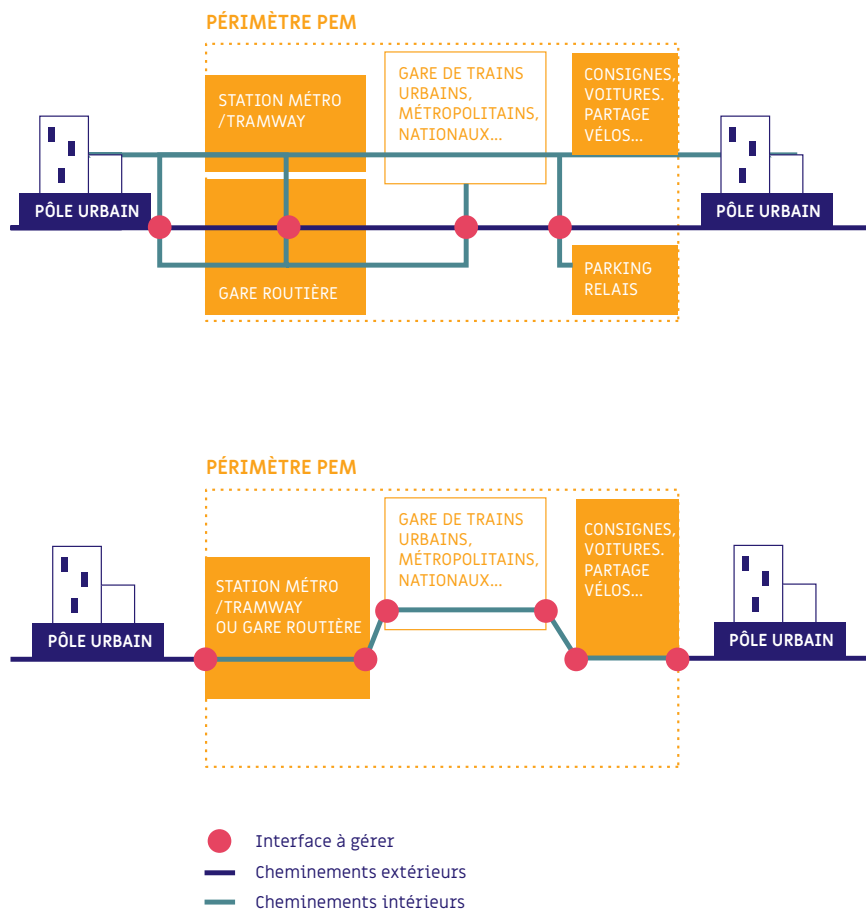 PÉRIMÈTRE PEM
STATION MÉTRO
/TRAMWAY
GARE DE TRAINS
URBAINS,
MÉTROPOLITAINS,
NATIONAUX...
CONSIGNES,
VOITURES.
PARTAGE
VÉLOS...
PÔLE URBAIN
PÔLE URBAIN
GARE ROUTIÈRE
PARKING
RELAIS
PÉRIMÈTRE PEM
STATION MÉTRO
/TRAMWAY
OU GARE ROUTIÈRE
GARE DE TRAINS
URBAINS,
MÉTROPOLITAINS,
NATIONAUX...
CONSIGNES,
VOITURES.
PARTAGE
VÉLOS...
PÔLE URBAIN
PÔLE URBAIN
Interface à gérer
Cheminements extérieurs
Cheminements intérieurs